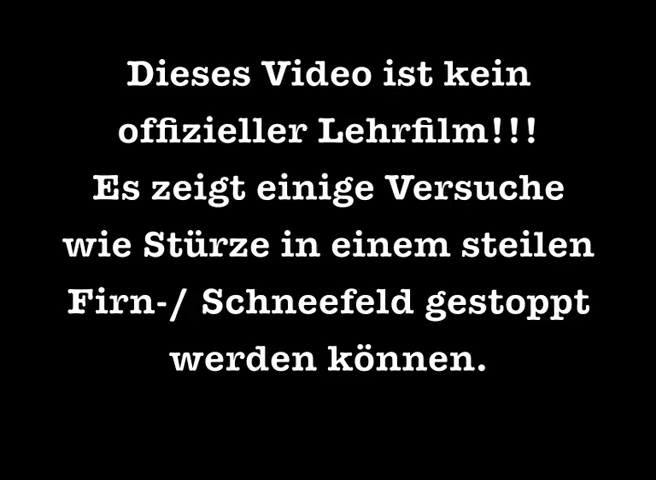 Dieses Video ist kein
offizieller Lehrfilm!!!
Es zeigt einige Versuche
wie Stürze in einem steilen
Firn-/ Schneefeld gestoppt
werden können.